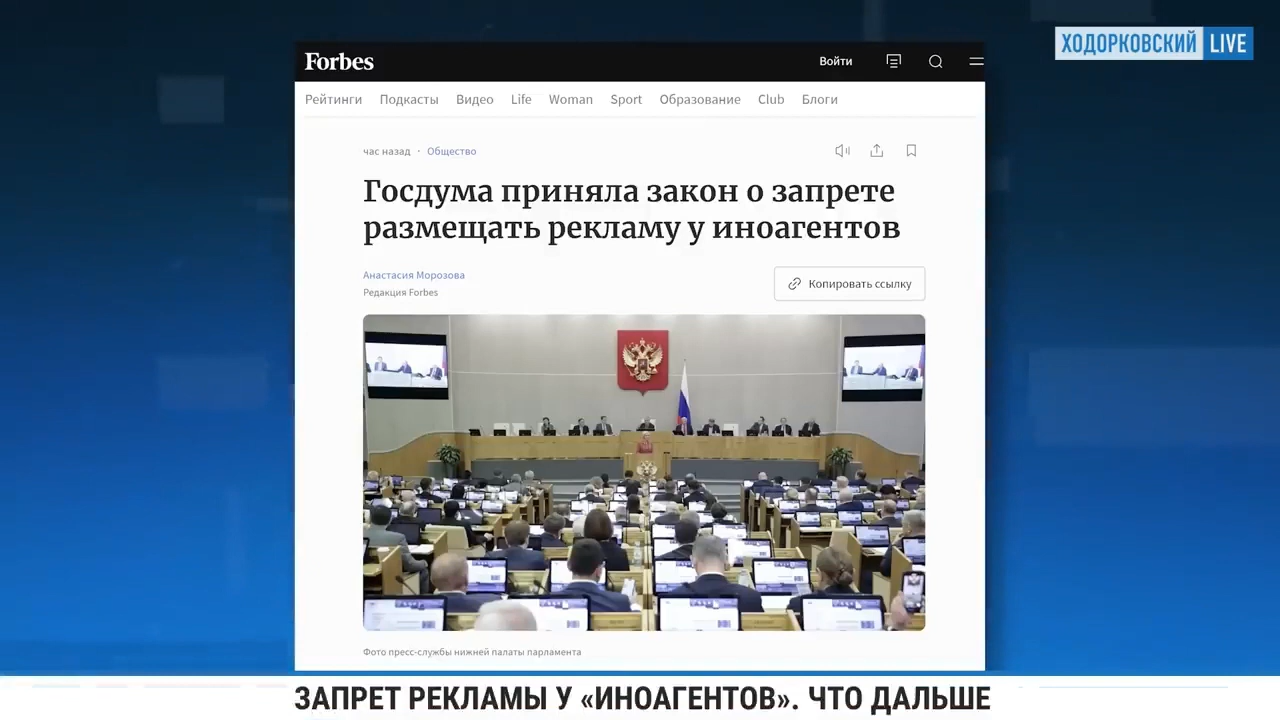 ХОДОРКОВСКИЙ LIVE
Forbes
Войти
Рейтинги Подкасты Видео Life Woman Sport Образование Club Блоги
час назад · Общество
Госдума приняла закон о запрете
размещать рекламу у иноагентов
Анастасия Морозова
Редакция Forbes
Копировать ссылку
Фото пресс-службы нижней палаты парламента
ЗАПРЕТ РЕКЛАМЫ У «ИНОАГЕНТОВ». ЧТО ДАЛЬШЕ